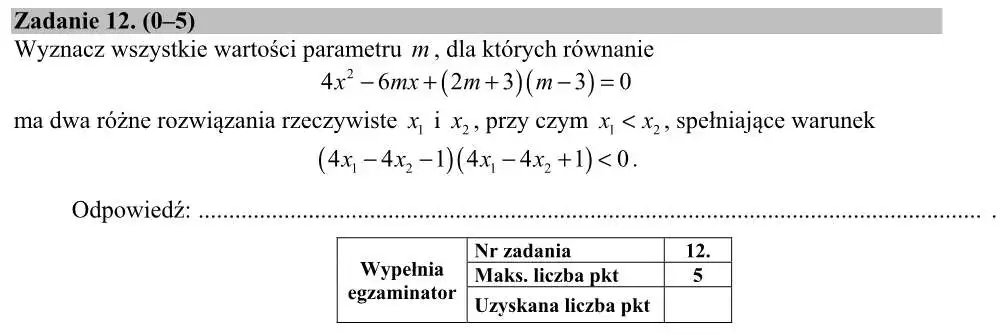 Zadanie 12. (0–5)
Wyznacz wszystkie wartości parametru m, dla których równanie
4x² − 6mx + (2m + 3)(m − 3) = 0
ma dwa różne rozwiązania rzeczywiste x₁ i x₂, przy czym x₁ < x₂, spełniające warunek
(4x₁ − 4x₂ − 1)(4x₁ − 4x₂ + 1) < 0.
Odpowiedź: .................................................................................................................................. .
Wypełnia egzaminator
Nr zadania 12.
Maks. liczba pkt 5
Uzyskana liczba pkt